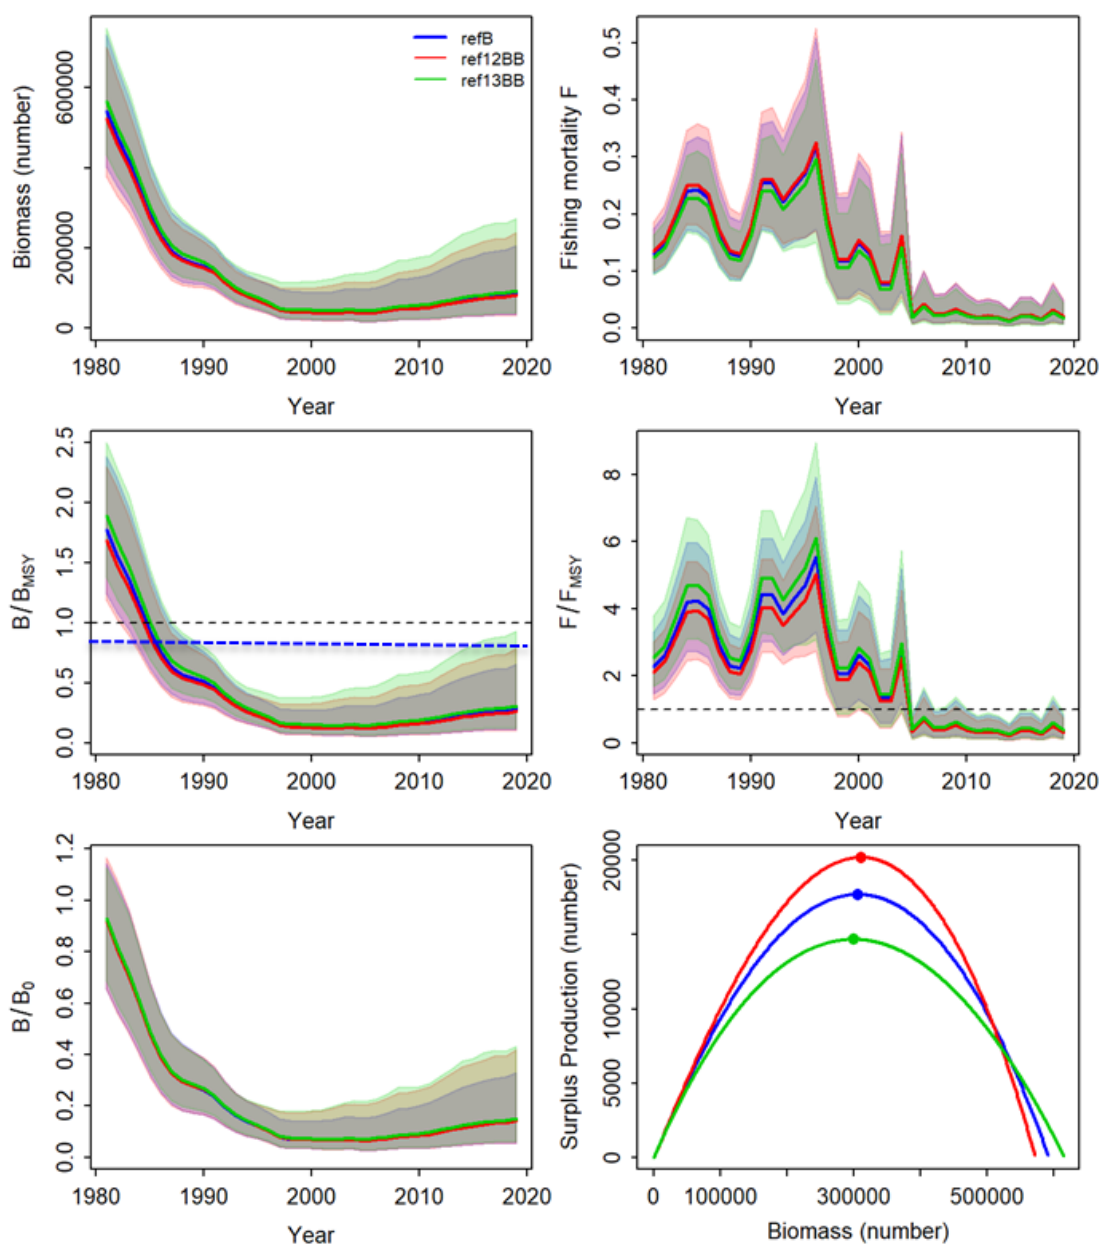 refB
ref12BB
ref13BB
Biomass (number)
600000
200000
0
1980 1990 2000 2010 2020
Year
Fishing mortality F
0.5
0.4
0.3
0.2
0.1
0.0
1980 1990 2000 2010 2020
Year
B/BMSY
2.5
2.0
1.5
1.0
0.5
0.0
1980 1990 2000 2010 2020
Year
F/FMSY
8
6
4
2
0
1980 1990 2000 2010 2020
Year
B/B0
1.2
1.0
0.8
0.6
0.4
0.2
0.0
1980 1990 2000 2010 2020
Year
Surplus Production (number)
20000
10000
5000
0
0 100000 300000 500000
Biomass (number)